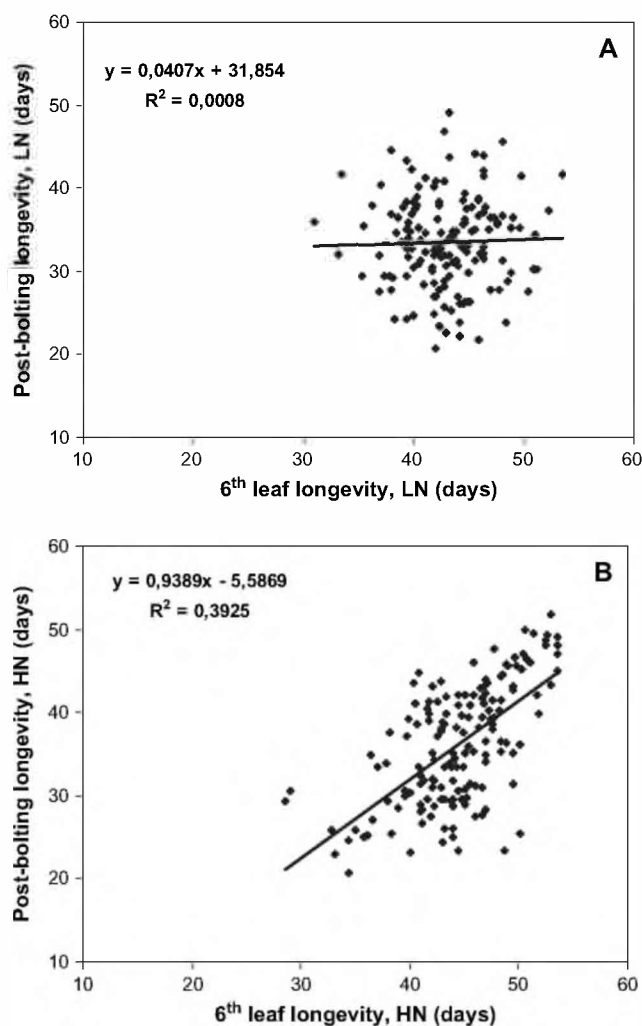 A
y = 0,0407x + 31,854
R² = 0,0008
Post-bolting longevity, LN (days)
60
50
40
30
20
10
10 20 30 40 50 60
6th leaf longevity, LN (days)
B
y = 0,9389x - 5,5869
R² = 0,3925
Post-bolting longevity, HN (days)
60
50
40
30
20
10
10 20 30 40 50 60
6th leaf longevity, HN (days)